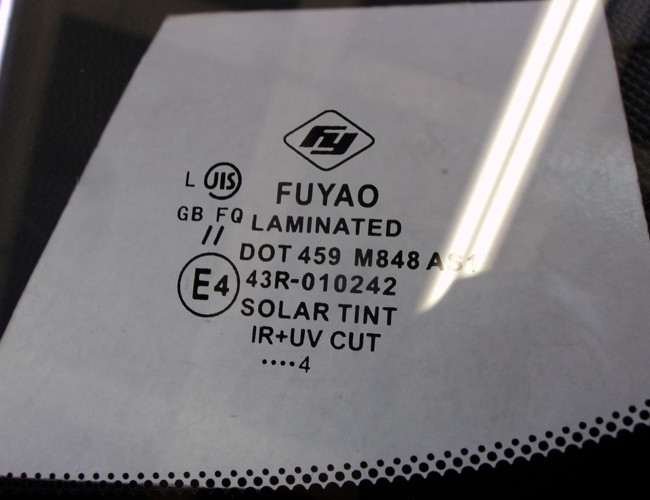 FY
L JIS
FUYAO
GB FQ
LAMINATED
//
DOT 459 M848 AS1
E4
43R-010242
SOLAR TINT
IR+UV CUT
····4